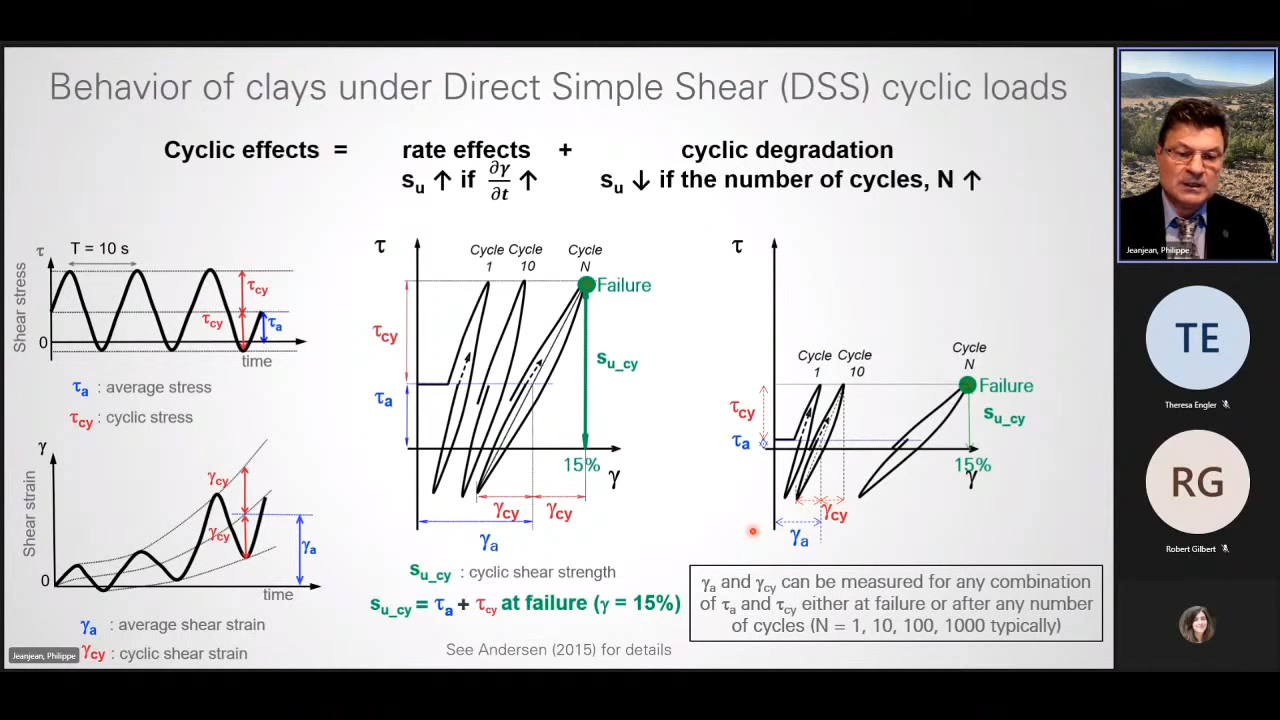 Behavior of clays under Direct Simple Shear (DSS) cyclic loads
Cyclic effects = rate effects + cyclic degradation
s_u ↑ if ∂γ/∂t ↑
s_u ↓ if the number of cycles, N ↑
τ
T = 10 s
Shear stress
τcy
τcy
τa
0
time
τa : average stress
τcy : cyclic stress
γ
Shear strain
γcy
γcy
γa
0
time
γa : average shear strain
γcy : cyclic shear strain
τ
Cycle 1
Cycle 10
Cycle N
Failure
τcy
s_u_cy
τa
15%
γ
γcy
γcy
γa
s_u_cy : cyclic shear strength
s_u_cy = τa + τcy at failure (γ = 15%)
See Andersen (2015) for details
τ
Cycle 1
Cycle 10
Cycle N
Failure
τcy
s_u_cy
τa
15%
γ
γcy
γa
γa and γcy can be measured for any combination
of τa and τcy either at failure or after any number
of cycles (N = 1, 10, 100, 1000 typically)
Jeanjean, Philippe
Jeanjean, Philippe
TE
Theresa Engler
RG
Robert Gilbert